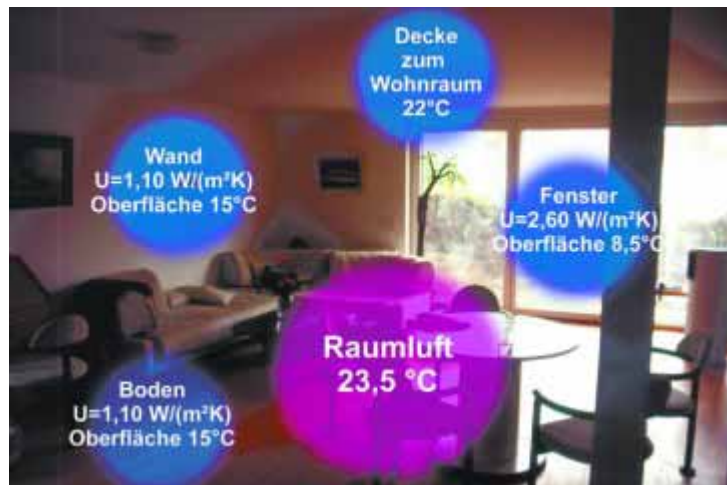 Decke
zum
Wohnraum
22°C
Wand
U=1,10 W/(m²K)
Oberfläche 15°C
Fenster
U=2,60 W/(m²K)
Oberfläche 8,5°C
Raumluft
23,5 °C
Boden
U=1,10 W/(m²K)
Oberfläche 15°C